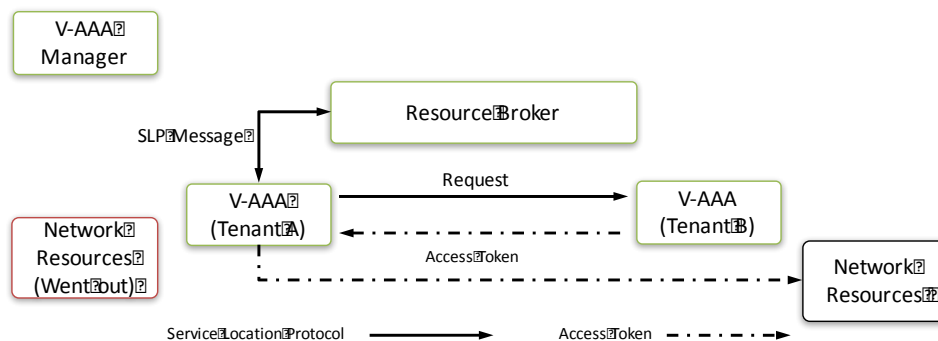 V-AAA⍰
Manager
Resource⍰Broker
SLP⍰Message⍰
Request
V-AAA⍰
(Tenant⍰A)
V-AAA
(Tenant⍰B)
Access⍰Token
Network⍰
Resources⍰
(Went⍰out)⍰
Network⍰
Resources⍰
Service⍰Location⍰Protocol
Access⍰Token